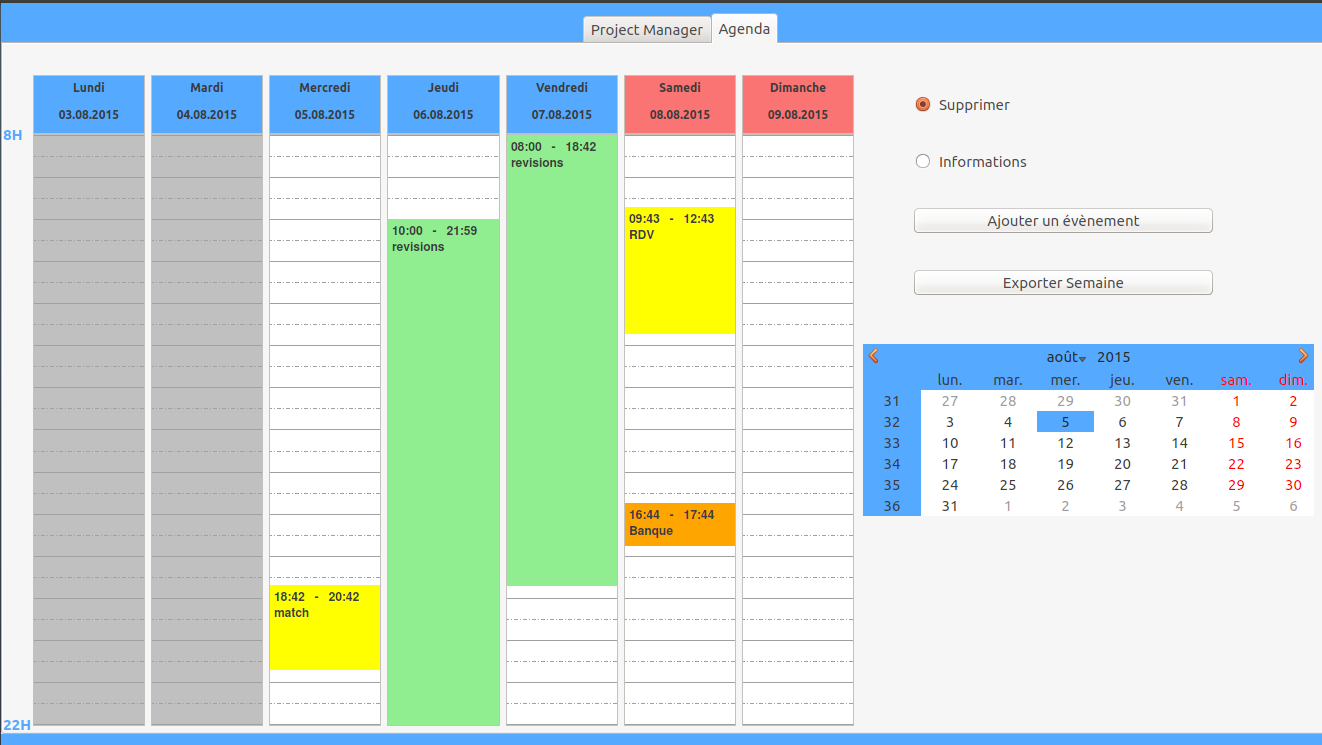 Project Manager
Agenda
Lundi
03.08.2015
Mardi
04.08.2015
Mercredi
05.08.2015
Jeudi
06.08.2015
Vendredi
07.08.2015
Samedi
08.08.2015
Dimanche
09.08.2015
8H
22H
18:42 - 20:42
match
10:00 - 21:59
revisions
08:00 - 18:42
revisions
09:43 - 12:43
RDV
16:44 - 17:44
Banque
Supprimer
Informations
Ajouter un évènement
Exporter Semaine
août 2015
lun. mar. mer. jeu. ven. sam. dim.
31 27 28 29 30 31 1 2
32 3 4 5 6 7 8 9
33 10 11 12 13 14 15 16
34 17 18 19 20 21 22 23
35 24 25 26 27 28 29 30
36 31 1 2 3 4 5 6